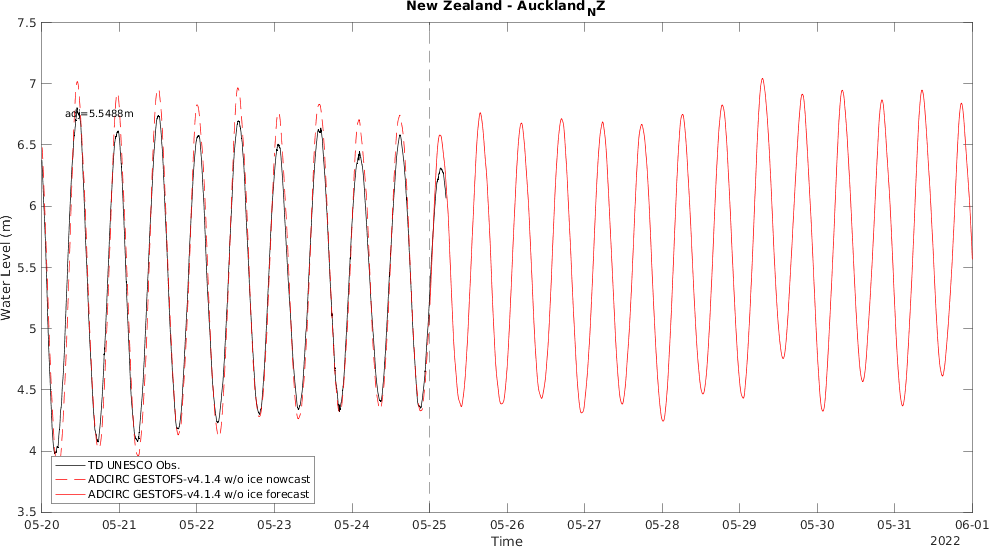 New Zealand - Auckland_NZ
7.5
7
6.5
6
5.5
5
4.5
4
3.5
Water Level (m)
adj=5.5488m
TD UNESCO Obs.
ADCIRC GESTOFS-v4.1.4 w/o ice nowcast
ADCIRC GESTOFS-v4.1.4 w/o ice forecast
05-20 05-21 05-22 05-23 05-24 05-25 05-26 05-27 05-28 05-29 05-30 05-31 06-01
Time
2022